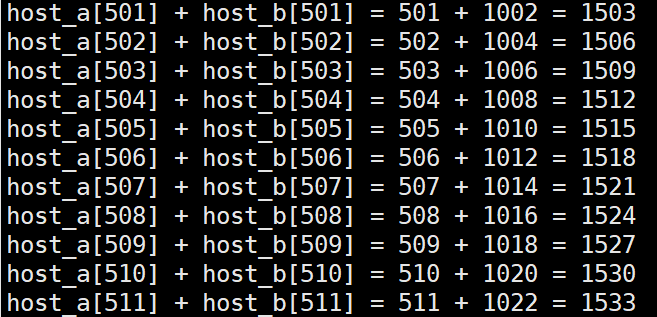 host_a[501] + host_b[501] = 501 + 1002 = 1503
host_a[502] + host_b[502] = 502 + 1004 = 1506
host_a[503] + host_b[503] = 503 + 1006 = 1509
host_a[504] + host_b[504] = 504 + 1008 = 1512
host_a[505] + host_b[505] = 505 + 1010 = 1515
host_a[506] + host_b[506] = 506 + 1012 = 1518
host_a[507] + host_b[507] = 507 + 1014 = 1521
host_a[508] + host_b[508] = 508 + 1016 = 1524
host_a[509] + host_b[509] = 509 + 1018 = 1527
host_a[510] + host_b[510] = 510 + 1020 = 1530
host_a[511] + host_b[511] = 511 + 1022 = 1533